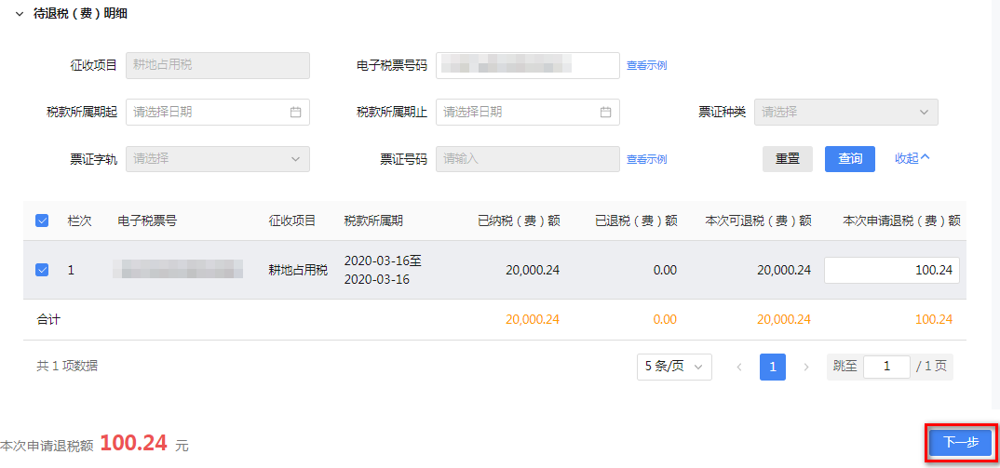 待退税（费）明细
征收项目 耕地占用税 电子税票号码 查看示例
税款所属期起 请选择日期 税款所属期止 请选择日期 票证种类 请选择
票证字轨 请选择 票证号码 请输入 查看示例 重置 查询 收起
栏次 电子税票号 征收项目 税款所属期 已纳税（费）额 已退税（费）额 本次可退税（费）额 本次申请退税（费）额
1 耕地占用税 2020-03-16至 20,000.24 0.00 20,000.24 100.24
2020-03-16
合计 20,000.24 0.00 20,000.24 100.24
共 1 项数据 5 条/页 1 跳至 1 / 1 页
本次申请退税额 100.24 元 下一步